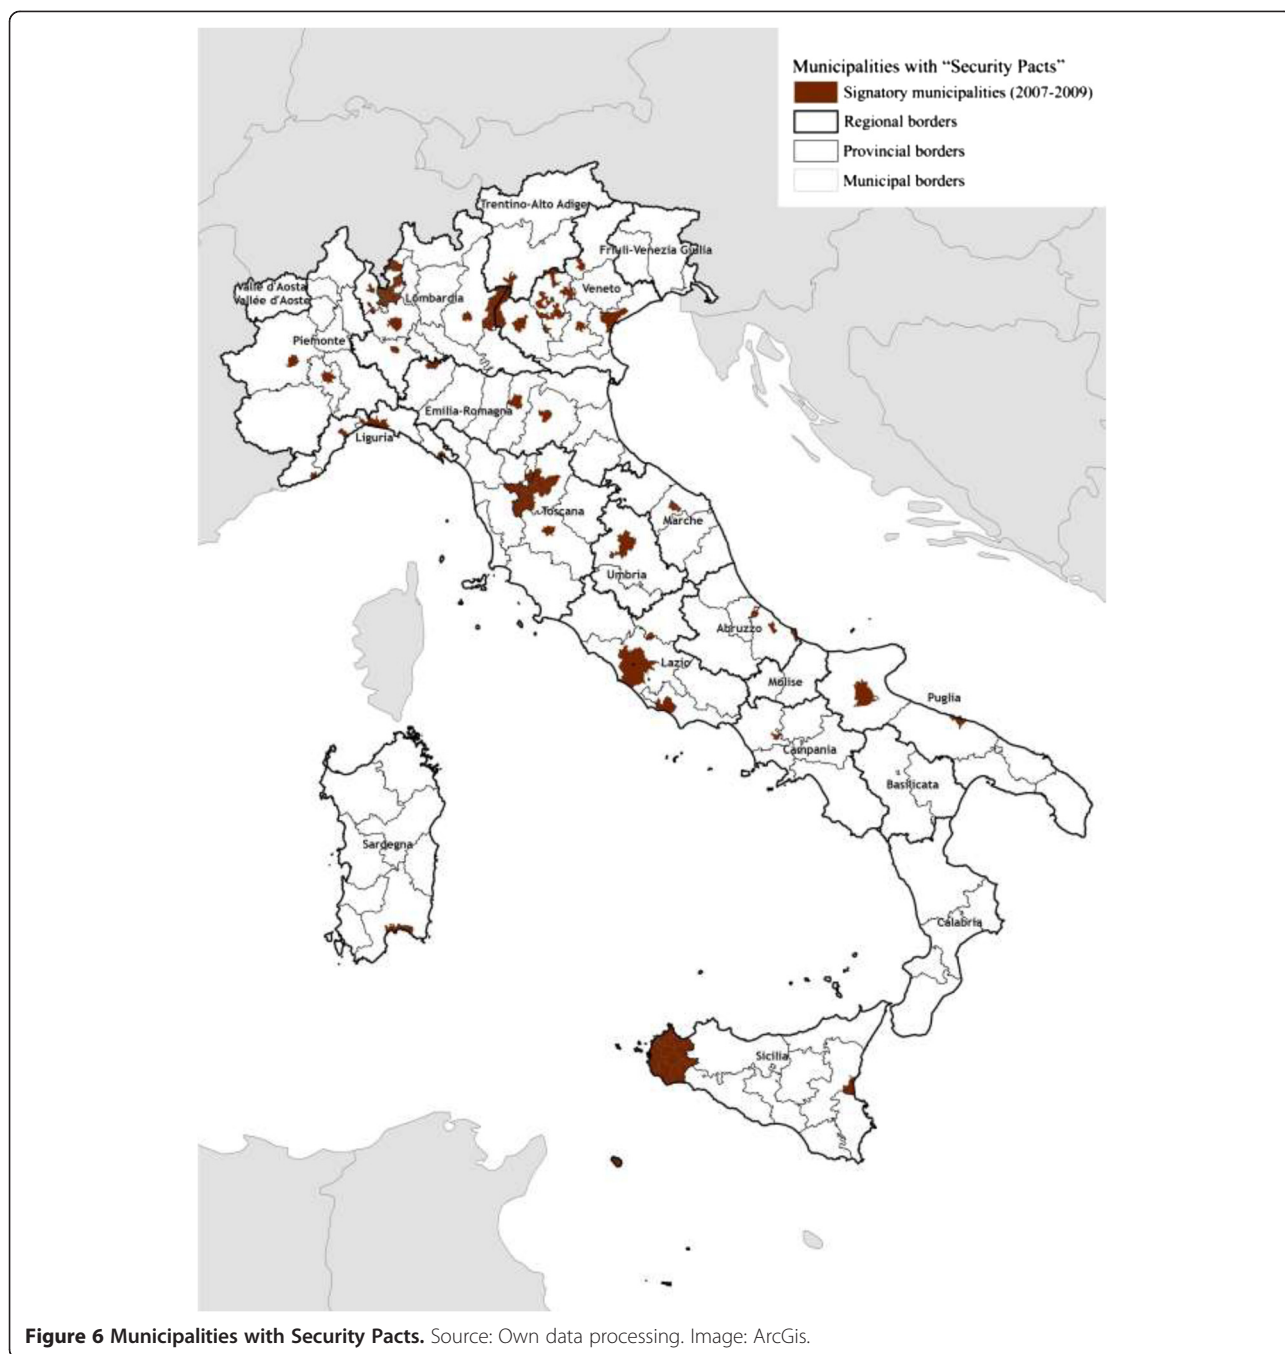 Municipalities with “Security Pacts”
Signatory municipalities (2007-2009)
Regional borders
Provincial borders
Municipal borders
Trentino-Alto Adige
Friuli-Venezia Giulia
Valle d'Aosta
Vallée d'Aoste
Lombardia
Veneto
Piemonte
Emilia-Romagna
Liguria
Toscana
Marche
Umbria
Abruzzo
Lazio
Molise
Puglia
Campania
Basilicata
Sardegna
Calabria
Sicilia
Figure 6 Municipalities with Security Pacts. Source: Own data processing. Image: ArcGis.